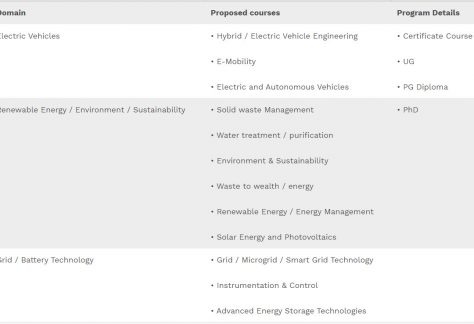 Domain Proposed courses Program Details
Electric Vehicles • Hybrid / Electric Vehicle Engineering • Certificate Course
• E-Mobility • UG
• Electric and Autonomous Vehicles • PG Diploma
Renewable Energy / Environment / Sustainability • Solid waste Management • PhD
• Water treatment / purification
• Environment & Sustainability
• Waste to wealth / energy
• Renewable Energy / Energy Management
• Solar Energy and Photovoltaics
Grid / Battery Technology • Grid / Microgrid / Smart Grid Technology
• Instrumentation & Control
• Advanced Energy Storage Technologies